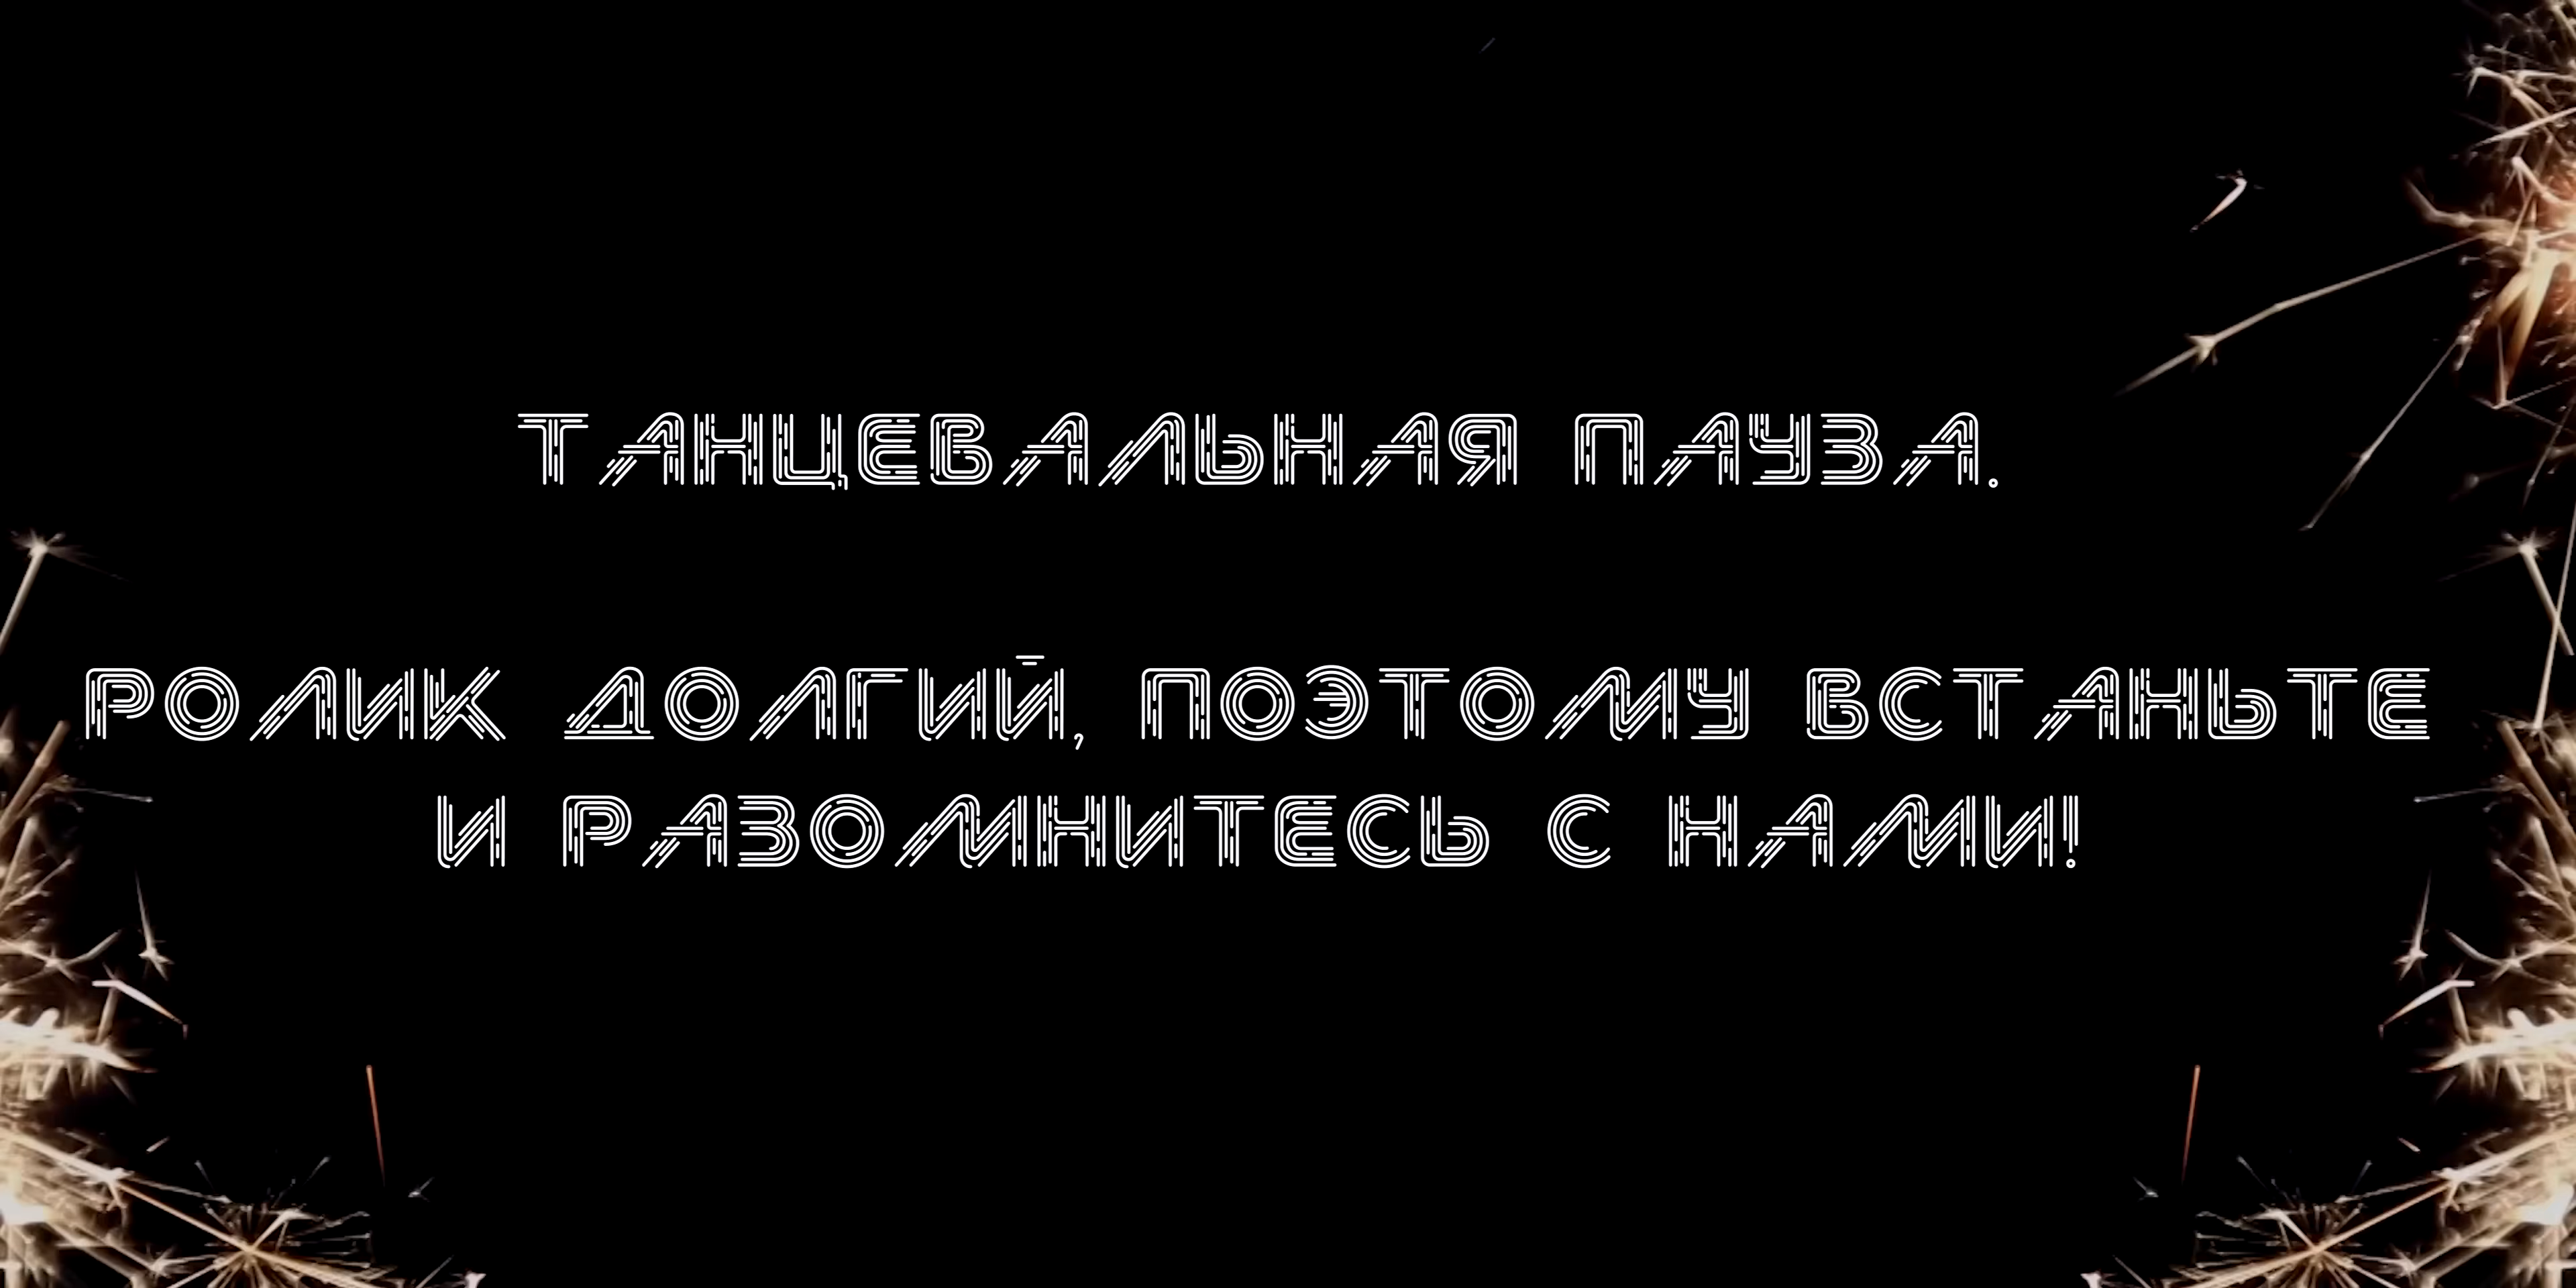 ТАНЦЕВАЛЬНАЯ ПАУЗА.
РОЛИК ДОЛГИЙ, ПОЭТОМУ ВСТАНЬТЕ
И РАЗОМНИТЕСЬ С НАМИ!